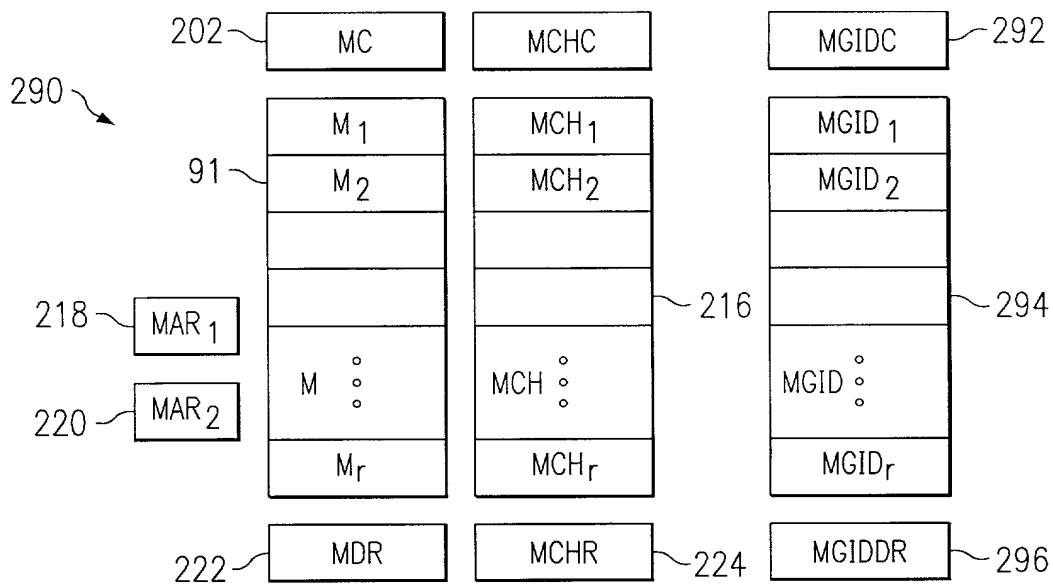 202 MC MCHC MGIDC 292
290
M1 MCH1 MGID1
91 M2 MCH2 MGID2
216 294
218 MAR1
M MCH MGID
220 MAR2
Mr MCHr MGIDr
222 MDR MCHR 224 MGIDDR 296